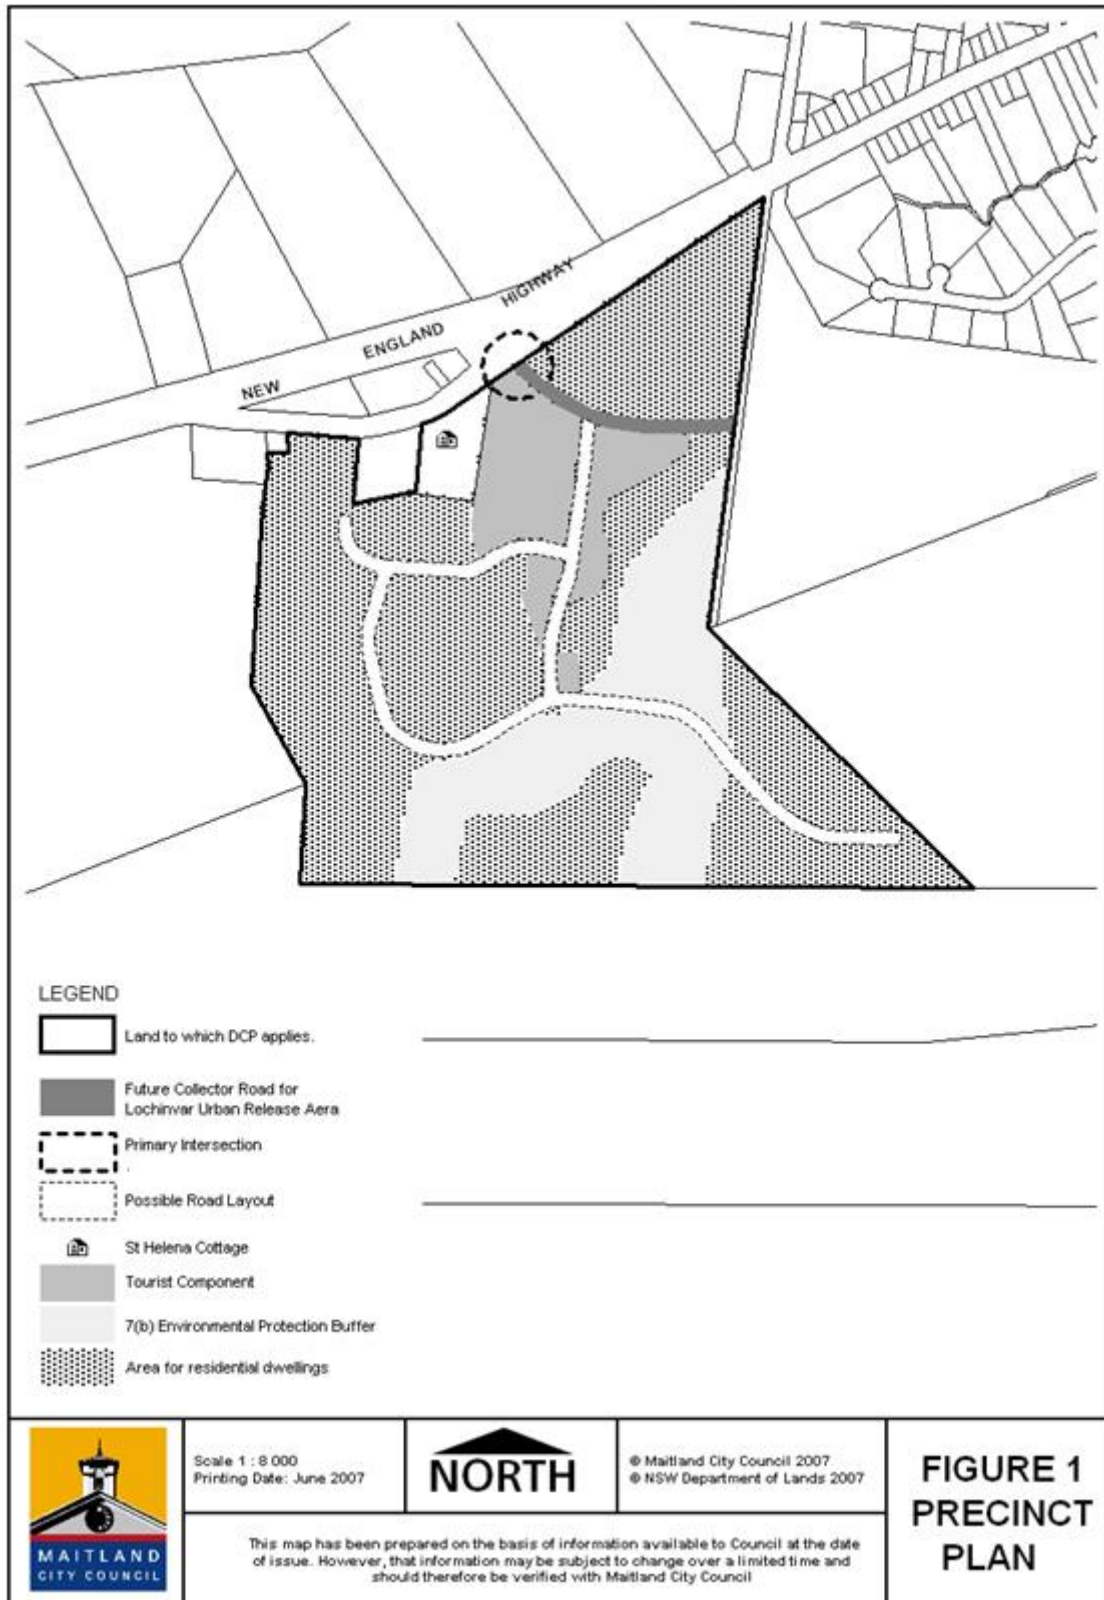 NEW ENGLAND HIGHWAY
LEGEND
Land to which DCP applies.
Future Collector Road for
Lochinvar Urban Release Aera
Primary Intersection
.
Possible Road Layout
St Helena Cottage
Tourist Component
7(b) Environmental Protection Buffer
Area for residential dwellings
MAITLAND
CITY COUNCIL
Scale 1 : 8 000
Printing Date: June 2007
NORTH
© Maitland City Council 2007
© NSW Department of Lands 2007
This map has been prepared on the basis of information available to Council at the date
of issue. However, that information may be subject to change over a limited time and
should therefore be verified with Maitland City Council
FIGURE 1
PRECINCT
PLAN